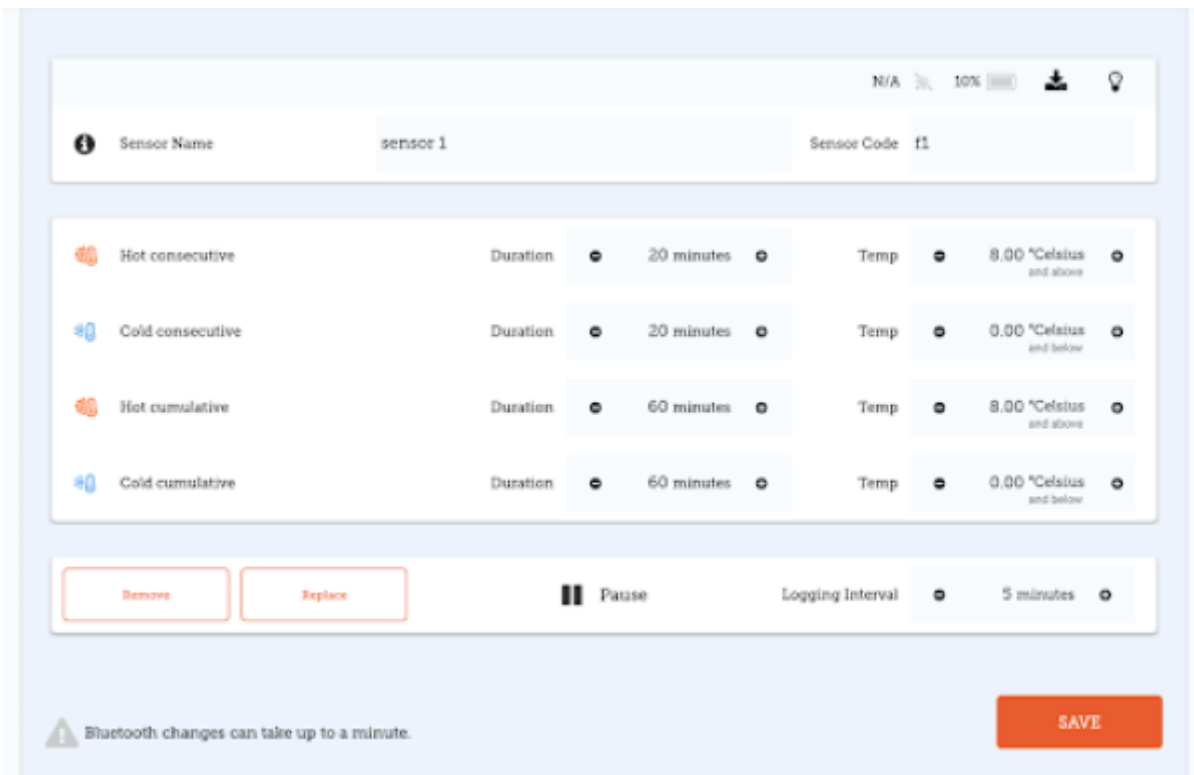 N/A 10%
Sensor Name sensor 1 Sensor Code f1
Hot consecutive Duration 20 minutes Temp 8.00 °Celsius
and above
Cold consecutive Duration 20 minutes Temp 0.00 °Celsius
and below
Hot cumulative Duration 60 minutes Temp 8.00 °Celsius
and above
Cold cumulative Duration 60 minutes Temp 0.00 °Celsius
and below
Remove Replace Pause Logging Interval 5 minutes
Bluetooth changes can take up to a minute.
SAVE